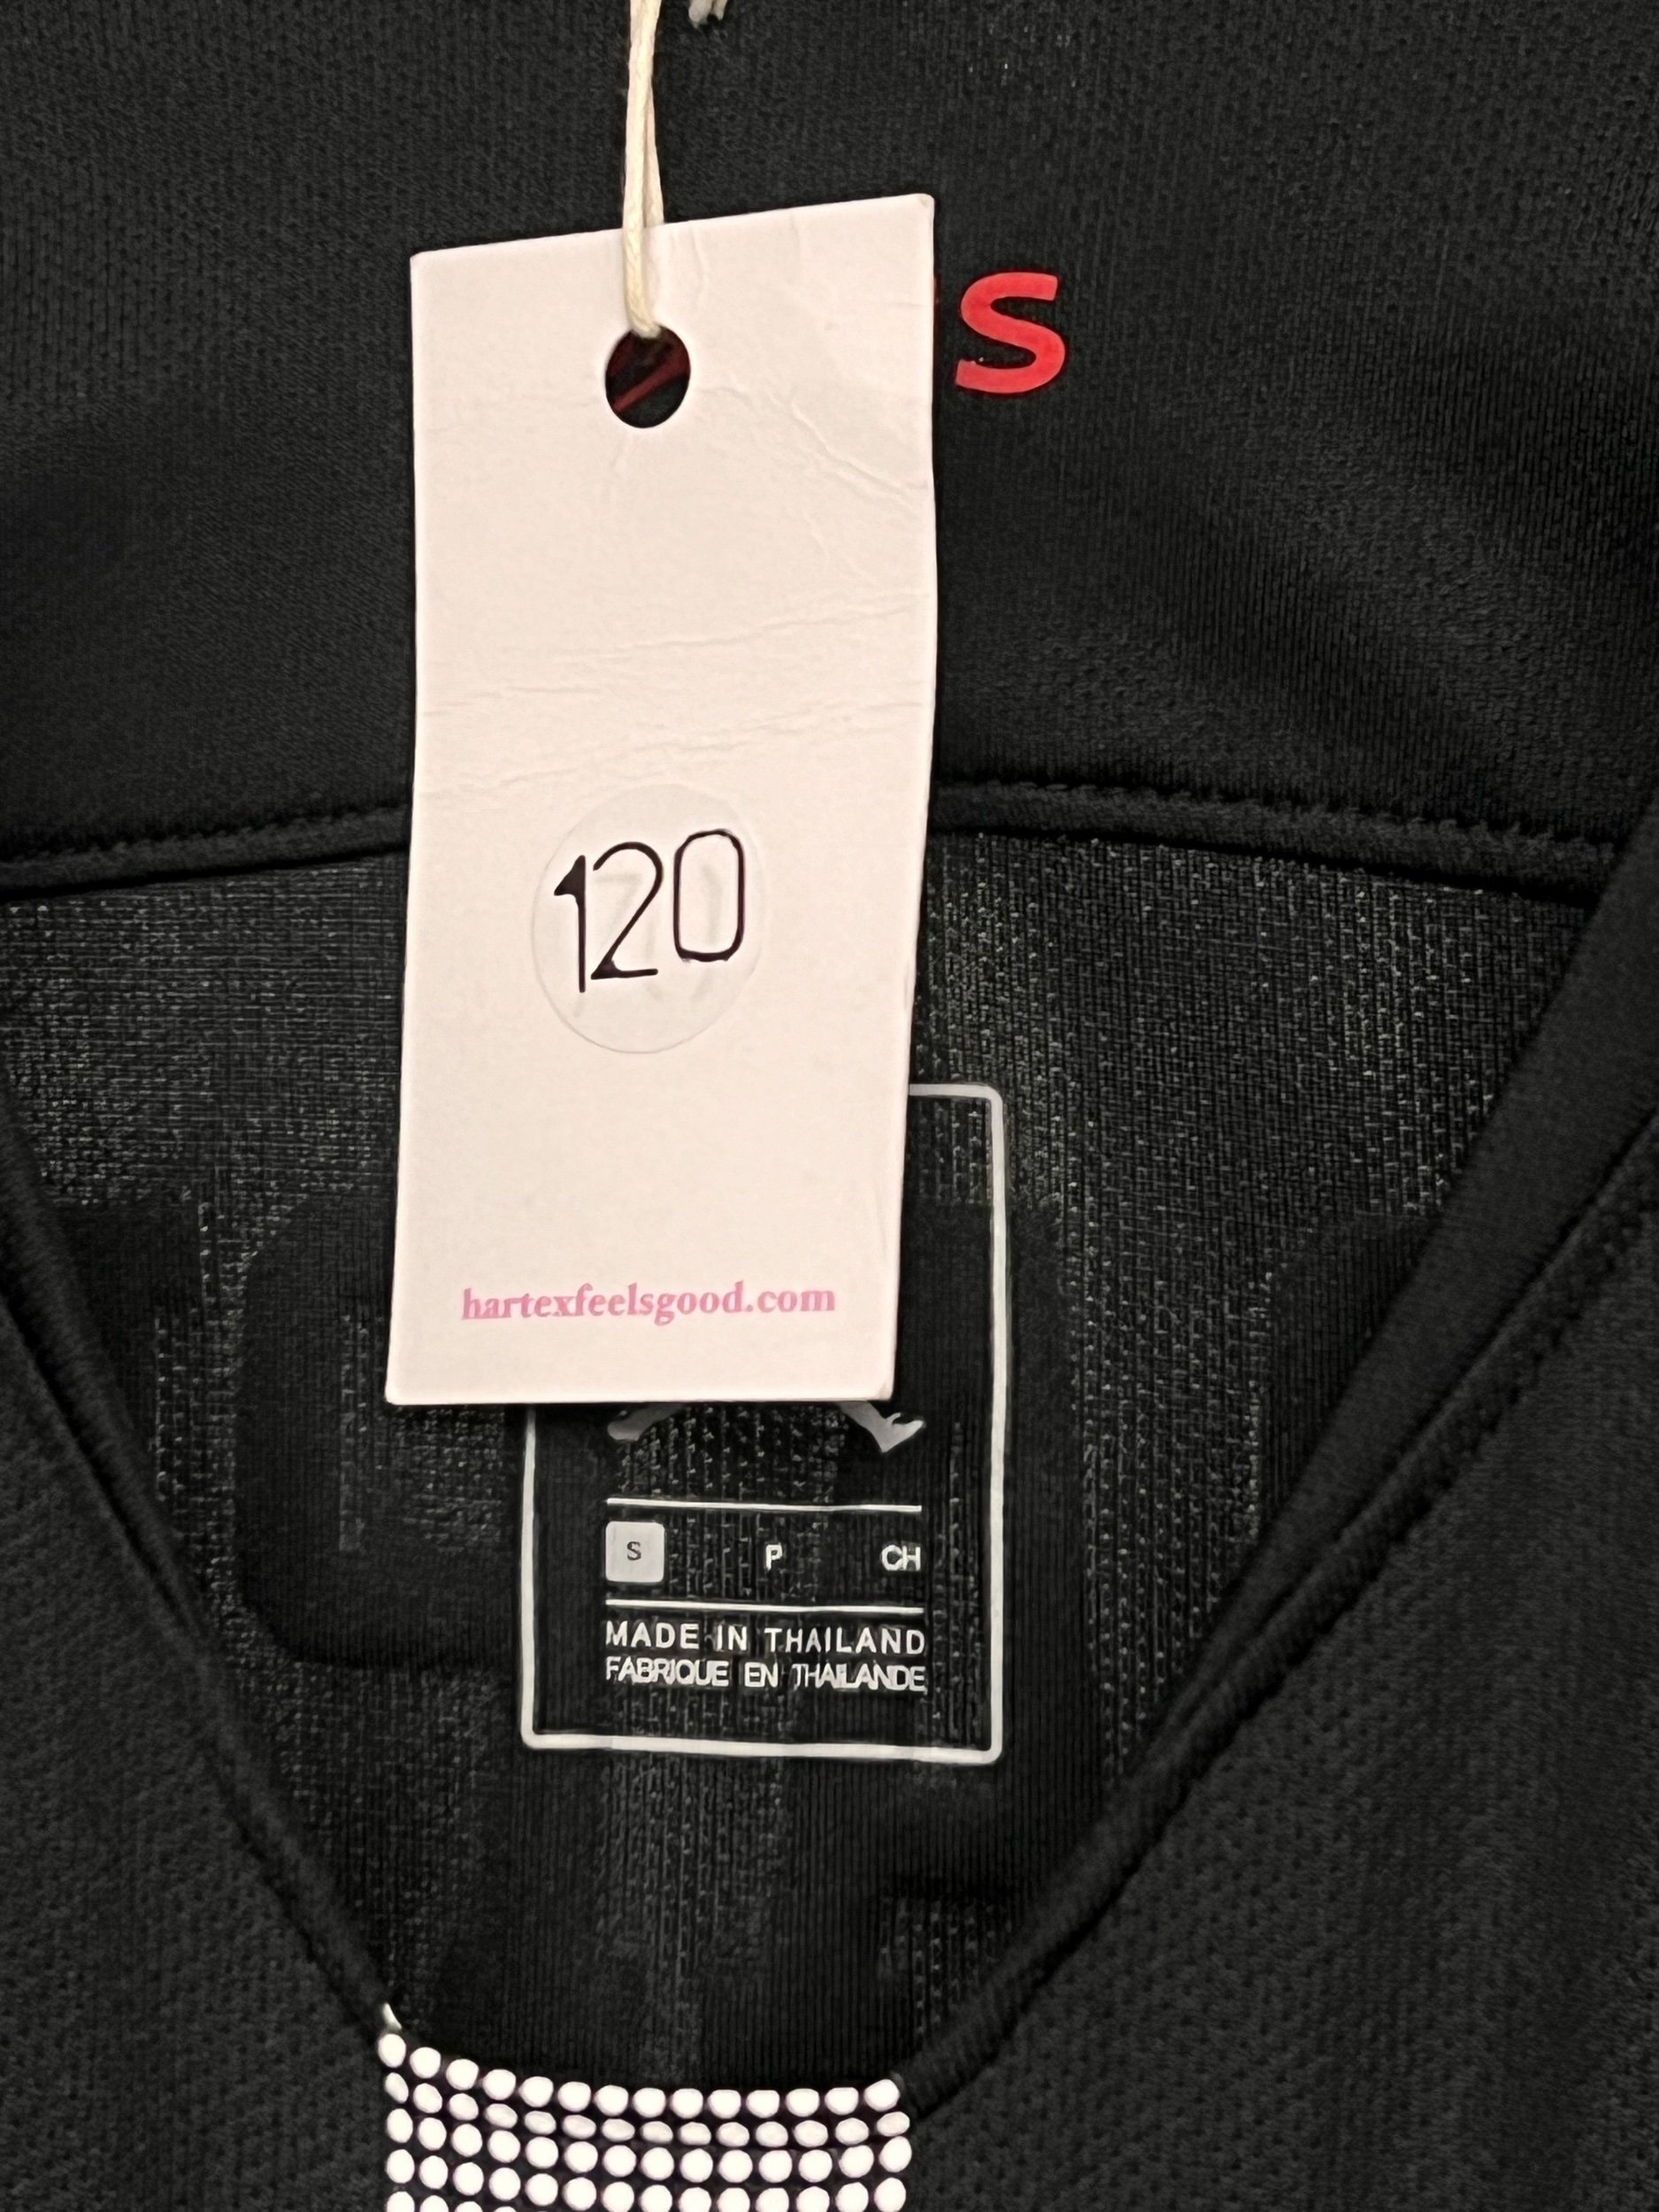 S
120
hartexfeelsgood.com
S P CH
MADE IN THAILAND
FABRIQUE EN THAILANDE